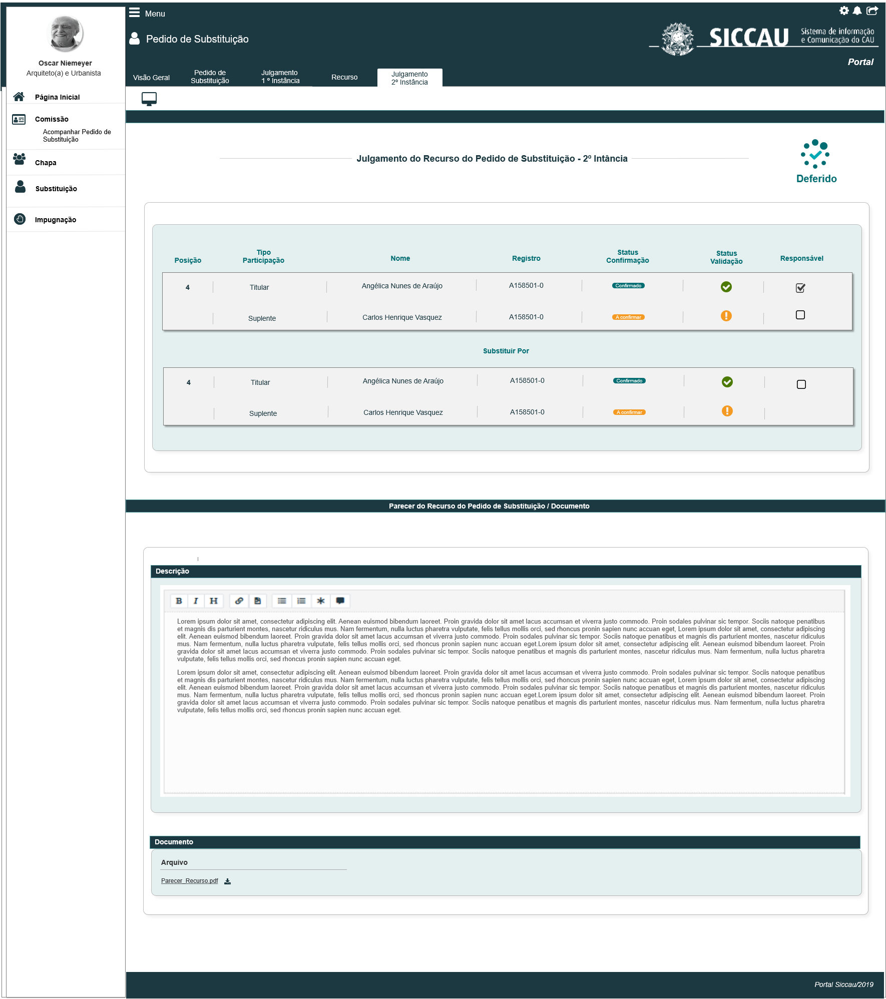 Menu
Pedido de Substituição
SICCAU
Sistema de informação
e Comunicação do CAU
Portal
Oscar Niemeyer
Arquiteto(a) e Urbanista
Visão Geral
Pedido de
Substituição
Julgamento
1 º Instância
Recurso
Julgamento
2º Instância
Página Inicial
Comissão
Acompanhar Pedido de
Substituição
Chapa
Substituição
Impugnação
Julgamento do Recurso do Pedido de Substituição - 2º Intância
Deferido
Posição
Tipo
Participação
Nome
Registro
Status
Confirmação
Status
Validação
Responsável
4 Titular Angélica Nunes de Araújo A158501-0 Confirmado
Suplente Carlos Henrique Vasquez A158501-0 A confirmar
Substituir Por
4 Titular Angélica Nunes de Araújo A158501-0 Confirmado
Suplente Carlos Henrique Vasquez A158501-0 A confirmar
Parecer do Recurso do Pedido de Substituição / Documento
Descrição
B I H
Lorem ipsum dolor sit amet, consectetur adipiscing elit. Aenean euismod bibendum laoreet. Proin gravida dolor sit amet lacus accumsan et viverra justo commodo. Proin sodales pulvinar sic tempor. Sociis natoque penatibus
et magnis dis parturient montes, nascetur ridiculus mus. Nam fermentum, nulla luctus pharetra vulputate, felis tellus mollis orci, sed rhoncus pronin sapien nunc accuan eget, Lorem ipsum dolor sit amet, consectetur adipiscing
elit. Aenean euismod bibendum laoreet. Proin gravida dolor sit amet lacus accumsan et viverra justo commodo. Proin sodales pulvinar sic tempor. Sociis natoque penatibus et magnis dis parturient montes, nascetur ridiculus
mus. Nam fermentum, nulla luctus pharetra vulputate, felis tellus mollis orci, sed rhoncus pronin sapien nunc accuan eget.Lorem ipsum dolor sit amet, consectetur adipiscing elit. Aenean euismod bibendum laoreet. Proin
gravida dolor sit amet lacus accumsan et viverra justo commodo. Proin sodales pulvinar sic tempor. Sociis natoque penatibus et magnis dis parturient montes, nascetur ridiculus mus. Nam fermentum, nulla luctus pharetra
vulputate, felis tellus mollis orci, sed rhoncus pronin sapien nunc accuan eget.
Lorem ipsum dolor sit amet, consectetur adipiscing elit. Aenean euismod bibendum laoreet. Proin gravida dolor sit amet lacus accumsan et viverra justo commodo. Proin sodales pulvinar sic tempor. Sociis natoque penatibus
et magnis dis parturient montes, nascetur ridiculus mus. Nam fermentum, nulla luctus pharetra vulputate, felis tellus mollis orci, sed rhoncus pronin sapien nunc accuan eget, Lorem ipsum dolor sit amet, consectetur adipiscing
elit. Aenean euismod bibendum laoreet. Proin gravida dolor sit amet lacus accumsan et viverra justo commodo. Proin sodales pulvinar sic tempor. Sociis natoque penatibus et magnis dis parturient montes, nascetur ridiculus
mus. Nam fermentum, nulla luctus pharetra vulputate, felis tellus mollis orci, sed rhoncus pronin sapien nunc accuan eget.Lorem ipsum dolor sit amet, consectetur adipiscing elit. Aenean euismod bibendum laoreet. Proin
gravida dolor sit amet lacus accumsan et viverra justo commodo. Proin sodales pulvinar sic tempor. Sociis natoque penatibus et magnis dis parturient montes, nascetur ridiculus mus. Nam fermentum, nulla luctus pharetra
vulputate, felis tellus mollis orci, sed rhoncus pronin sapien nunc accuan eget.
Documento
Arquivo
Parecer_Recurso.pdf
Portal Siccau/2019